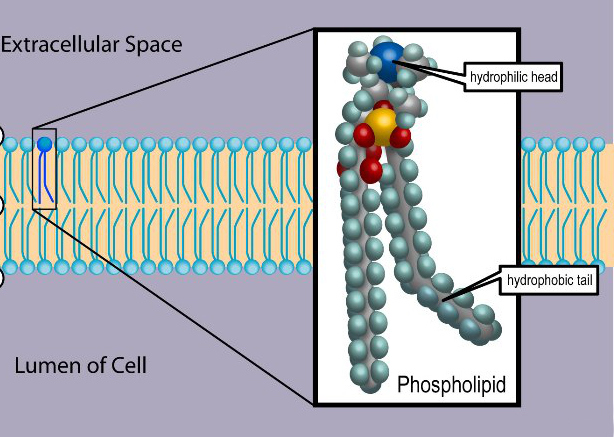 Extracellular Space
hydrophilic head
hydrophobic tail
Lumen of Cell
Phospholipid